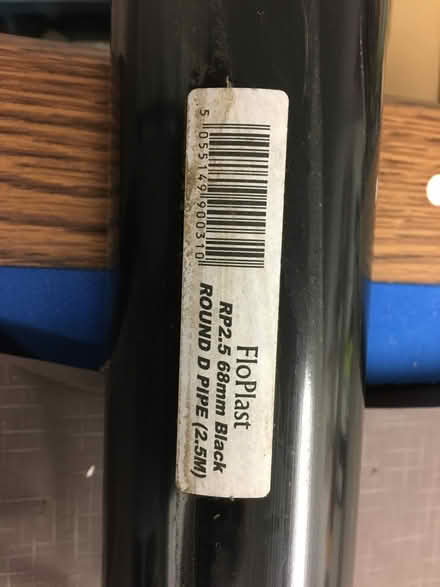 5 055149 900310
FloPlast
RP2.5 68mm Black
ROUND D PIPE (2.5M)